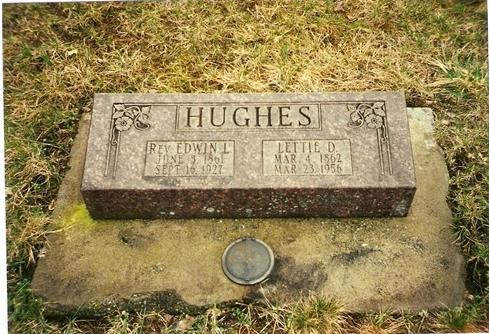 HUGHES
REV. EDWIN L.
JUNE 3, 1861
SEPT. 16, 1927
LETTIE D.
MAR. 4, 1862
MAR. 23, 1956